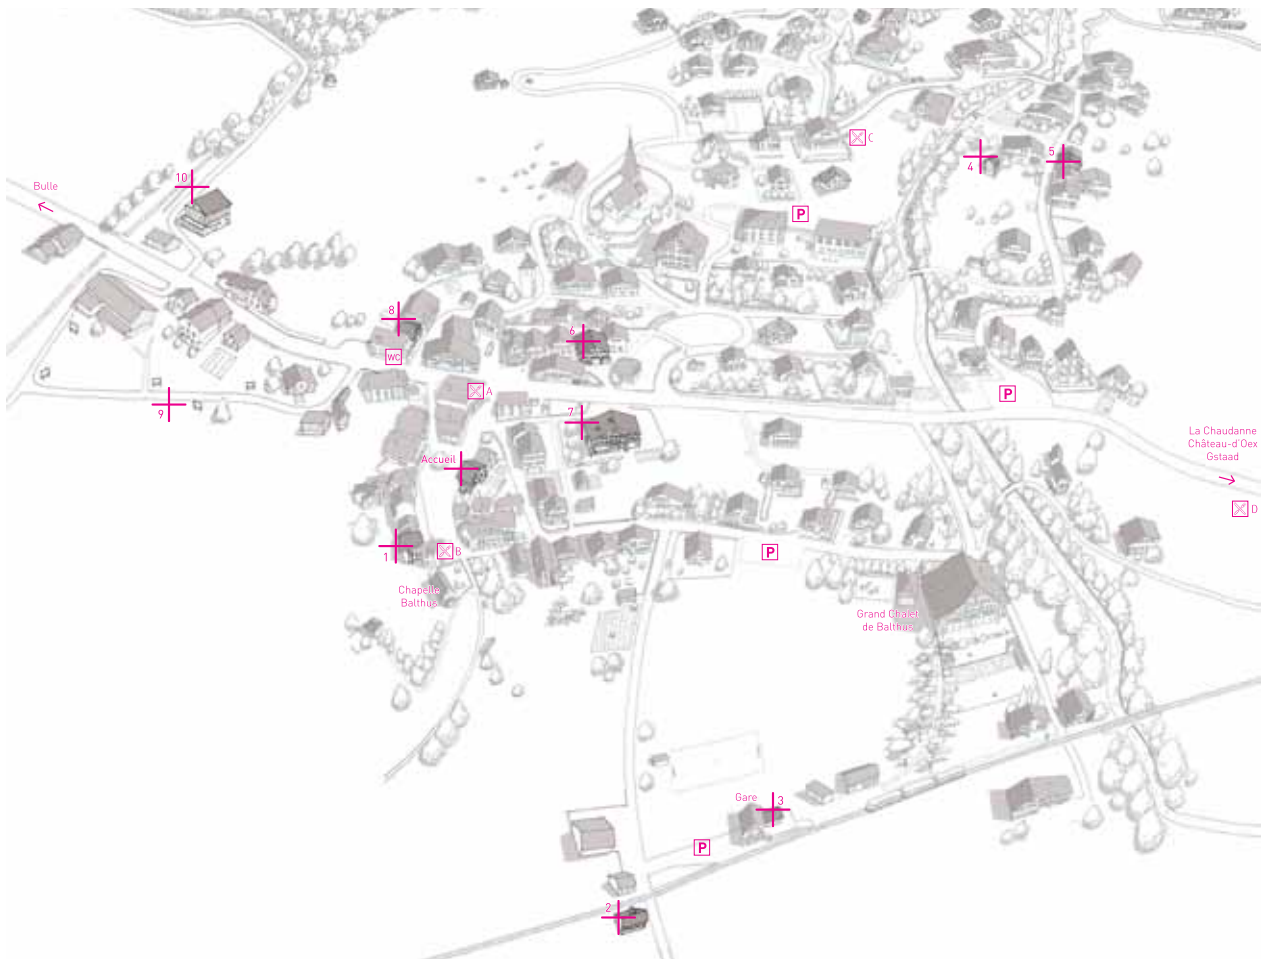 C
4
5
10
Bulle
P
8
6
WC
A
P
9
7
La Chaudanne
Château-d'Oex
Gstaad
Accueil
D
1
B
P
Chapelle
Balthus
Grand Chalet
de Balthus
Gare
3
P
2